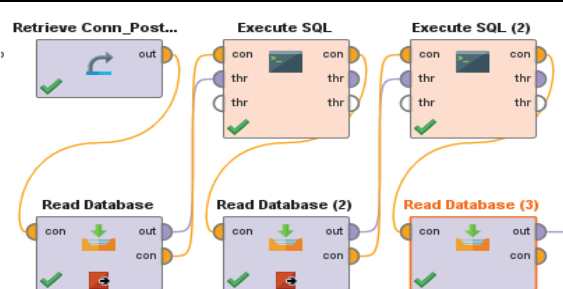 Retrieve Conn_Post...
out
Execute SQL
con con
thr thr
thr thr
Execute SQL (2)
con con
thr thr
thr thr
Read Database
con out
con
Read Database (2)
con out
con
Read Database (3)
con out
con